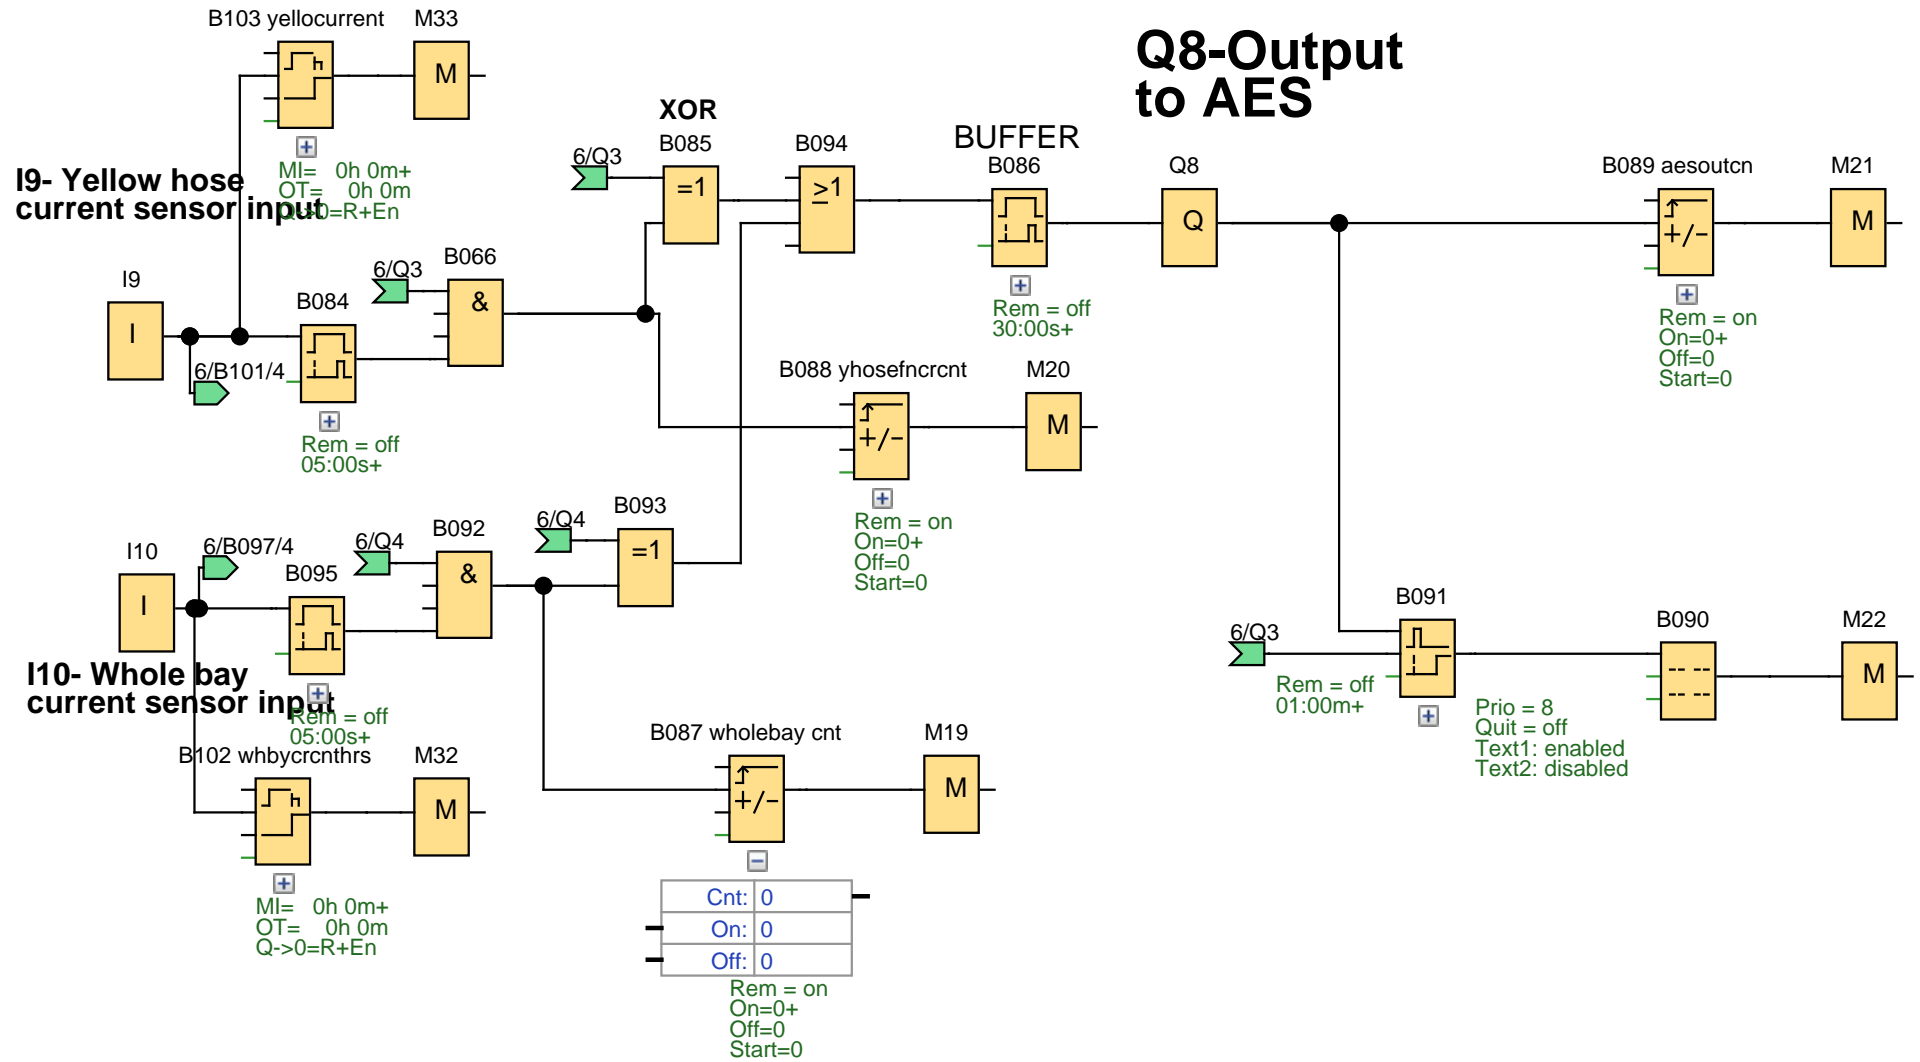 B103 yellocurrent
M33
M
MI=   0h 0m+
OT=     0h 0m
Q->0=R+En
I9- Yellow hose
current sensor input
Q8-Output
to AES
XOR
B085
6/Q3
=1
B094
≥1
BUFFER
B086
Rem = off
30:00s+
Q8
Q
B089 aesoutcn
+/-
Rem = on
On=0+
Off=0
Start=0
M21
M
I9
I
6/B101/4
B084
Rem = off
05:00s+
6/Q3
B066
&
B088 yhosefncrcnt
+/-
Rem = on
On=0+
Off=0
Start=0
M20
M
I10
I
6/B097/4
B095
Rem = off
05:00s+
I10- Whole bay
current sensor input
6/Q4
B092
&
6/Q4
B093
=1
B102 whbycrcnthrs
M32
M
MI=   0h 0m+
OT=     0h 0m
Q->0=R+En
B087 wholebay cnt
+/-
M19
M
Cnt: 0
On: 0
Off: 0
Rem = on
On=0+
Off=0
Start=0
6/Q3
B091
Rem = off
01:00m+
B090
Prio = 8
Quit = off
Text1: enabled
Text2: disabled
M22
M